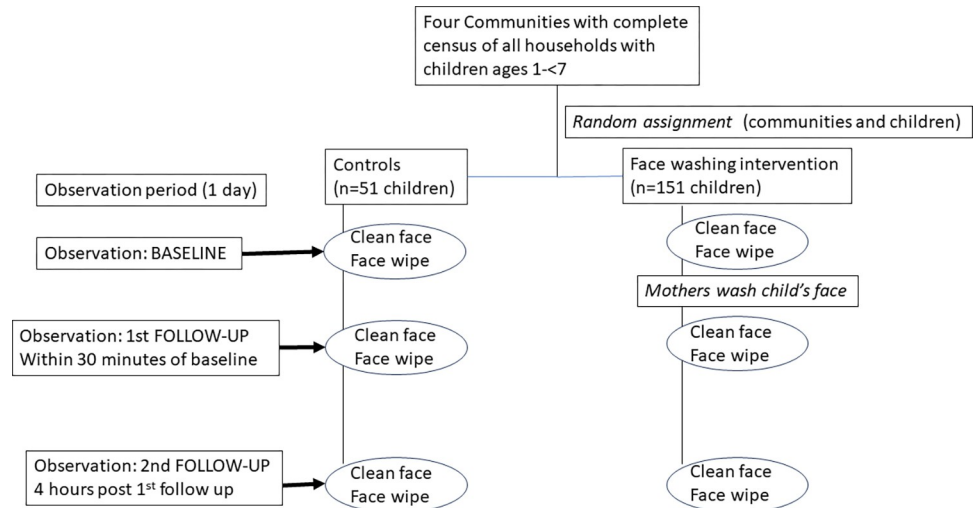 Four Communities with complete
census of all households with
children ages 1-<7
Random assignment (communities and children)
Controls
(n=51 children)
Face washing intervention
(n=151 children)
Observation period (1 day)
Observation: BASELINE
Clean face
Face wipe
Clean face
Face wipe
Mothers wash child's face
Observation: 1st FOLLOW-UP
Within 30 minutes of baseline
Clean face
Face wipe
Clean face
Face wipe
Observation: 2nd FOLLOW-UP
4 hours post 1st follow up
Clean face
Face wipe
Clean face
Face wipe